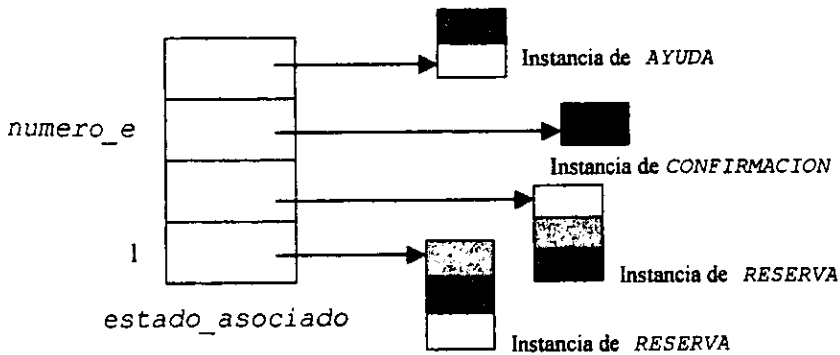 Instancia de AYUDA
numero_e
Instancia de CONFIRMACION
1
Instancia de RESERVA
estado_asociado
Instancia de RESERVA